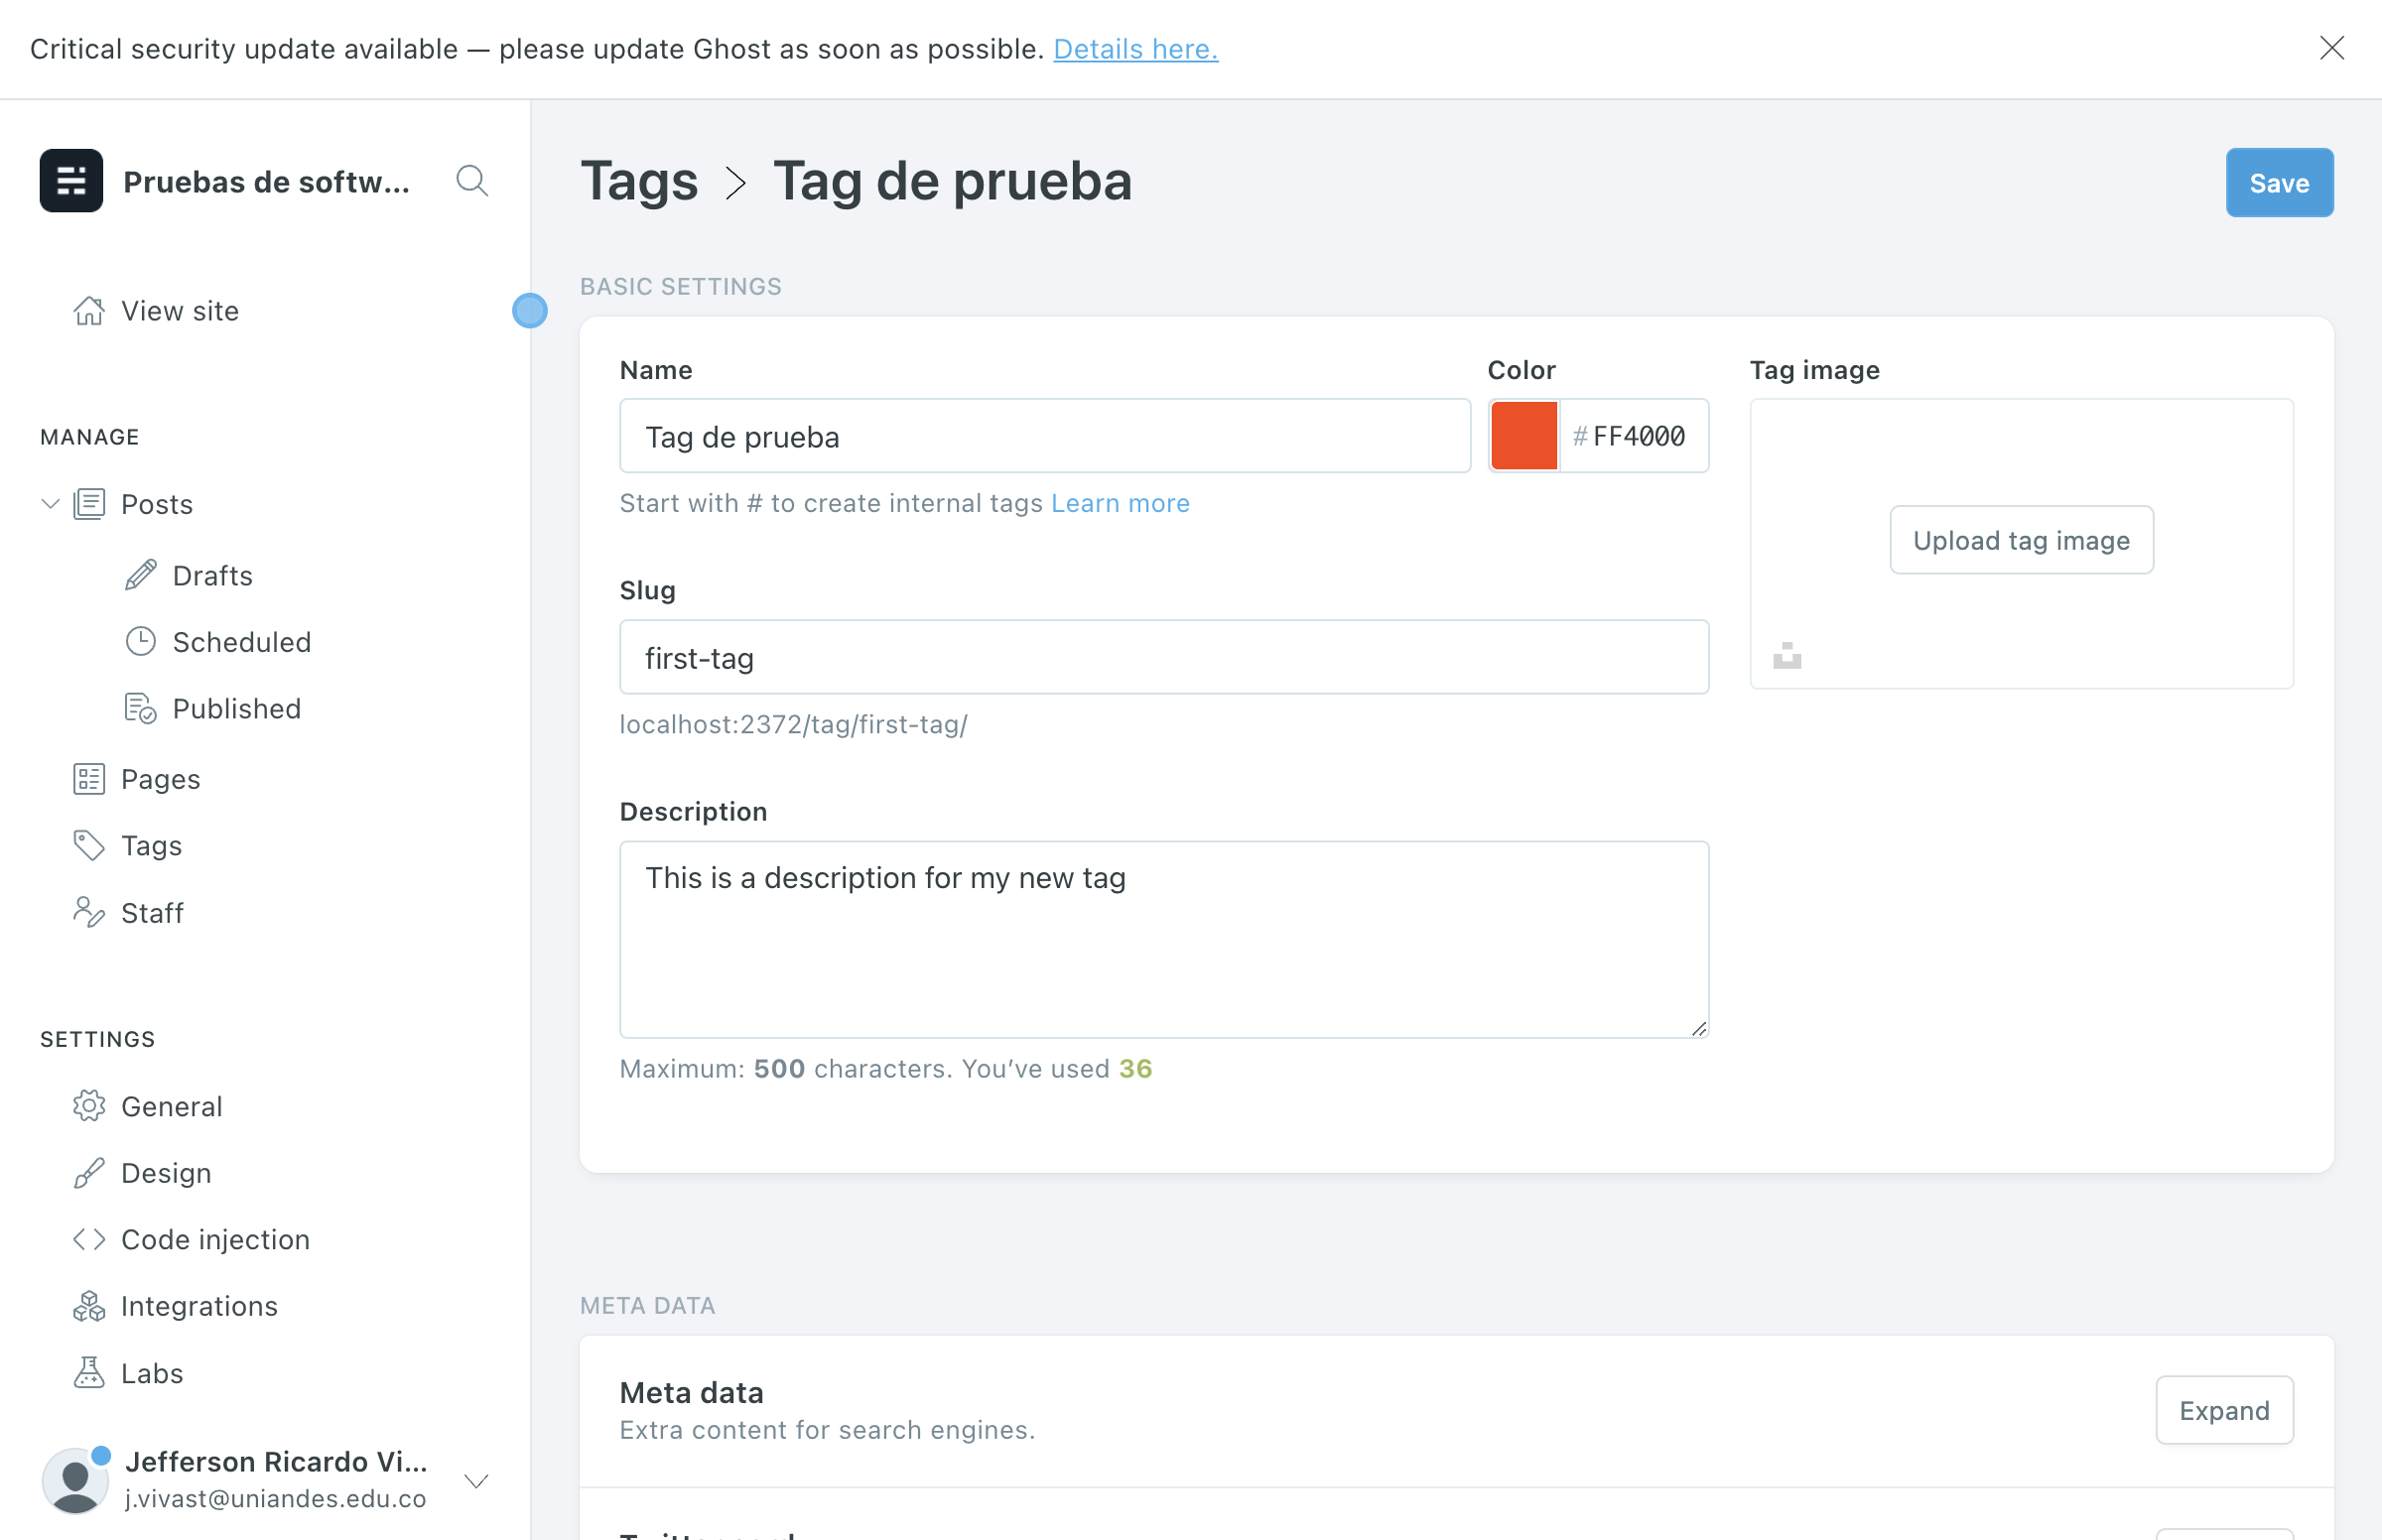 Critical security update available — please update Ghost as soon as possible. Details here.
Pruebas de softw...
View site
MANAGE
Posts
Drafts
Scheduled
Published
Pages
Tags
Staff
SETTINGS
General
Design
Code injection
Integrations
Labs
Jefferson Ricardo Vi...
j.vivast@uniandes.edu.co
Tags > Tag de prueba
Save
BASIC SETTINGS
Name
Tag de prueba
Start with # to create internal tags Learn more
Color
#FF4000
Tag image
Upload tag image
Slug
first-tag
localhost:2372/tag/first-tag/
Description
This is a description for my new tag
Maximum: 500 characters. You’ve used 36
META DATA
Meta data
Extra content for search engines.
Expand